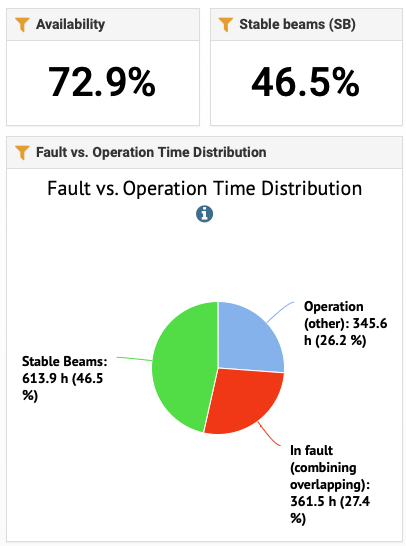 Availability
Stable beams (SB)
72.9%
46.5%
Fault vs. Operation Time Distribution
Fault vs. Operation Time Distribution
Operation
(other): 345.6
h (26.2 %)
Stable Beams:
613.9 h (46.5
%)
In fault
(combining
overlapping):
361.5 h (27.4
%)